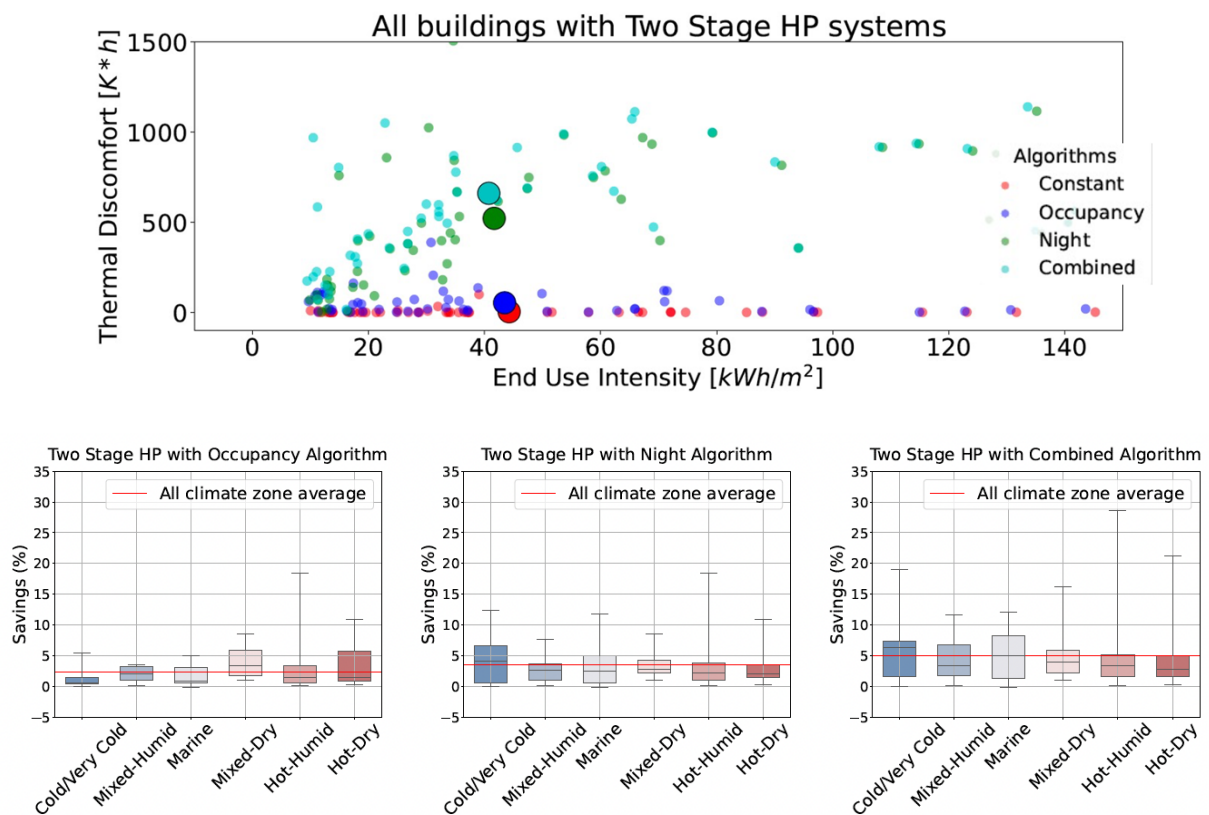 All buildings with Two Stage HP systems
Thermal Discomfort [K * h]
1500
1000
500
0
Algorithms
Constant
Occupancy
Night
Combined
0 20 40 60 80 100 120 140
End Use Intensity [kWh/m²]
Two Stage HP with Occupancy Algorithm
Savings (%)
35
30
25
20
15
10
5
0
−5
All climate zone average
Cold/Very Cold
Mixed-Humid
Marine
Mixed-Dry
Hot-Humid
Hot-Dry
Two Stage HP with Night Algorithm
Savings (%)
35
30
25
20
15
10
5
0
−5
All climate zone average
Cold/Very Cold
Mixed-Humid
Marine
Mixed-Dry
Hot-Humid
Hot-Dry
Two Stage HP with Combined Algorithm
Savings (%)
35
30
25
20
15
10
5
0
−5
All climate zone average
Cold/Very Cold
Mixed-Humid
Marine
Mixed-Dry
Hot-Humid
Hot-Dry